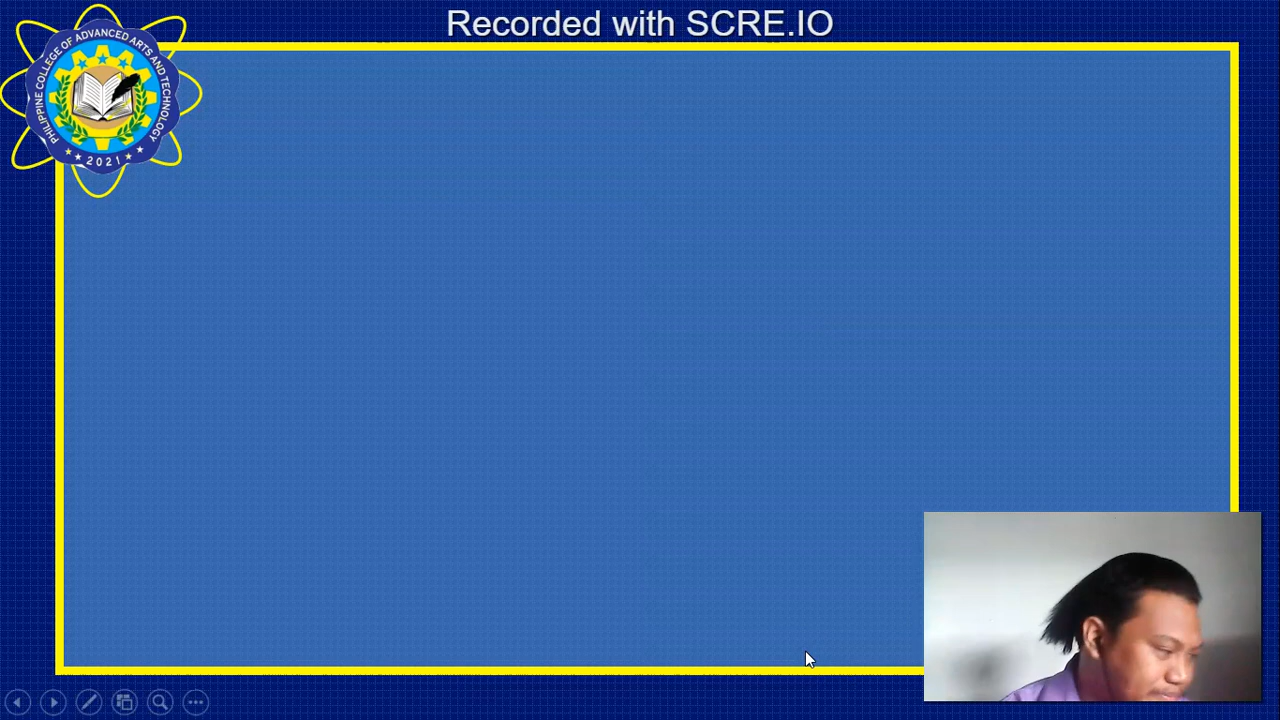 Recorded with SCRE.IO
PHILIPPINE COLLEGE OF ADVANCED ARTS AND TECHNOLOGY
2021